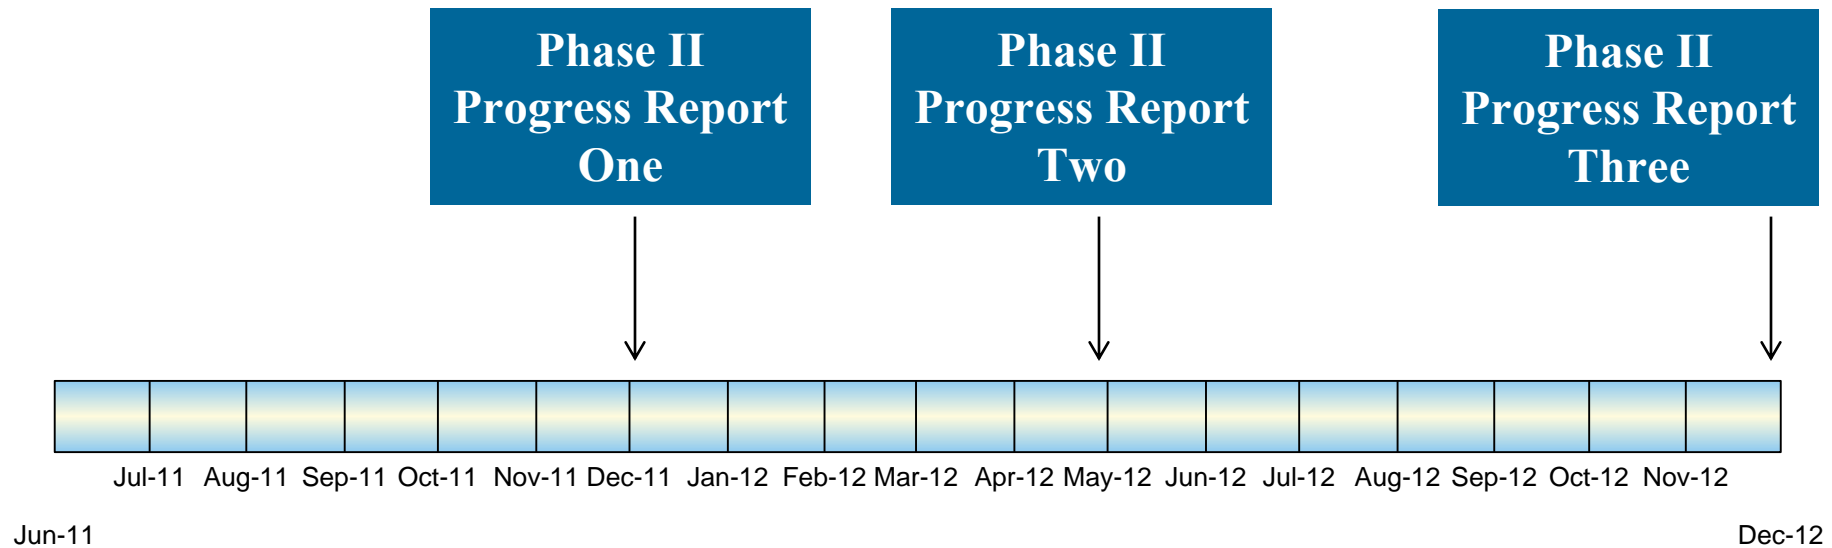 Phase II
Progress Report
One
Phase II
Progress Report
Two
Phase II
Progress Report
Three
Jul-11 Aug-11 Sep-11 Oct-11 Nov-11 Dec-11 Jan-12 Feb-12 Mar-12 Apr-12 May-12 Jun-12 Jul-12 Aug-12 Sep-12 Oct-12 Nov-12
Jun-11 Dec-12